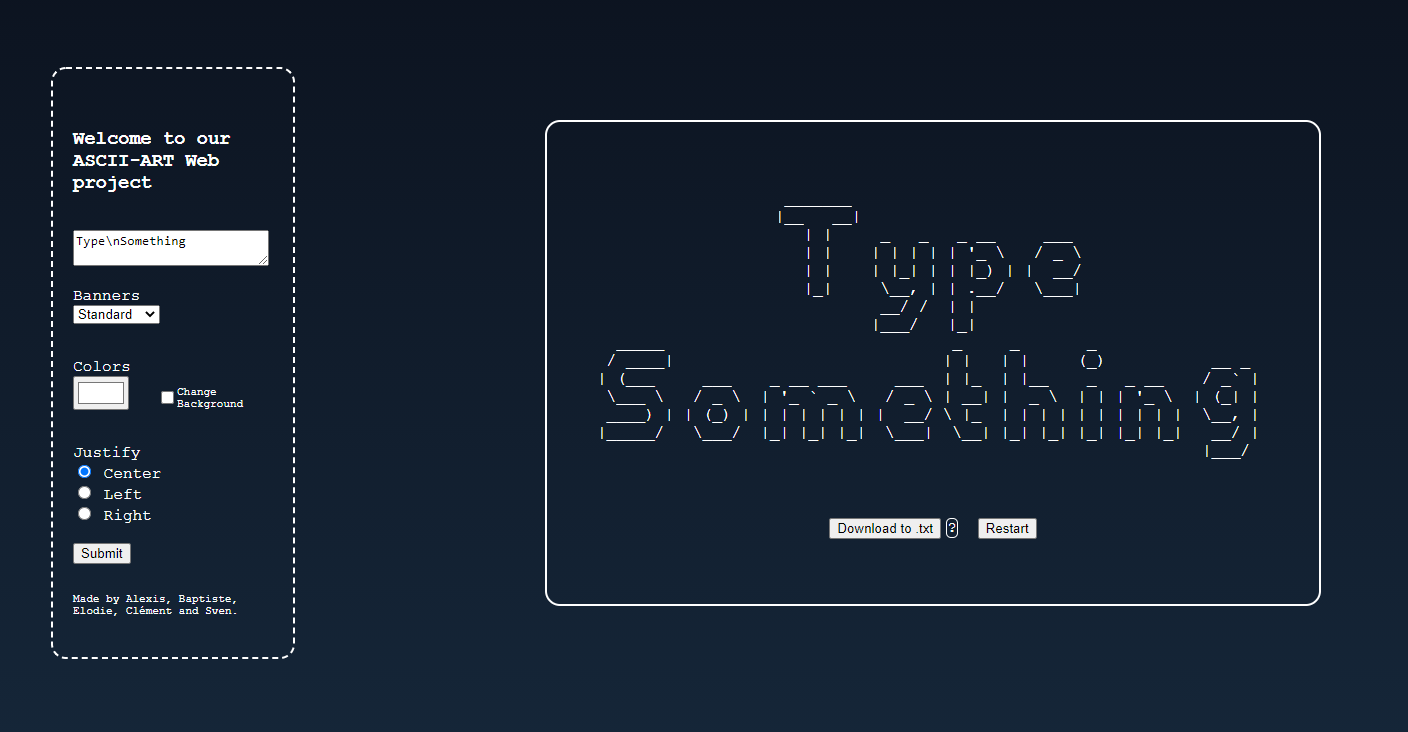 Welcome to our
ASCII-ART Web
project
Type\nSomething
Banners
Standard
Colors
Change
Background
Justify
Center
Left
Right
Submit
Made by Alexis, Baptiste,
Elodie, Clément and Sven.
Type
Something
Download to .txt ? Restart